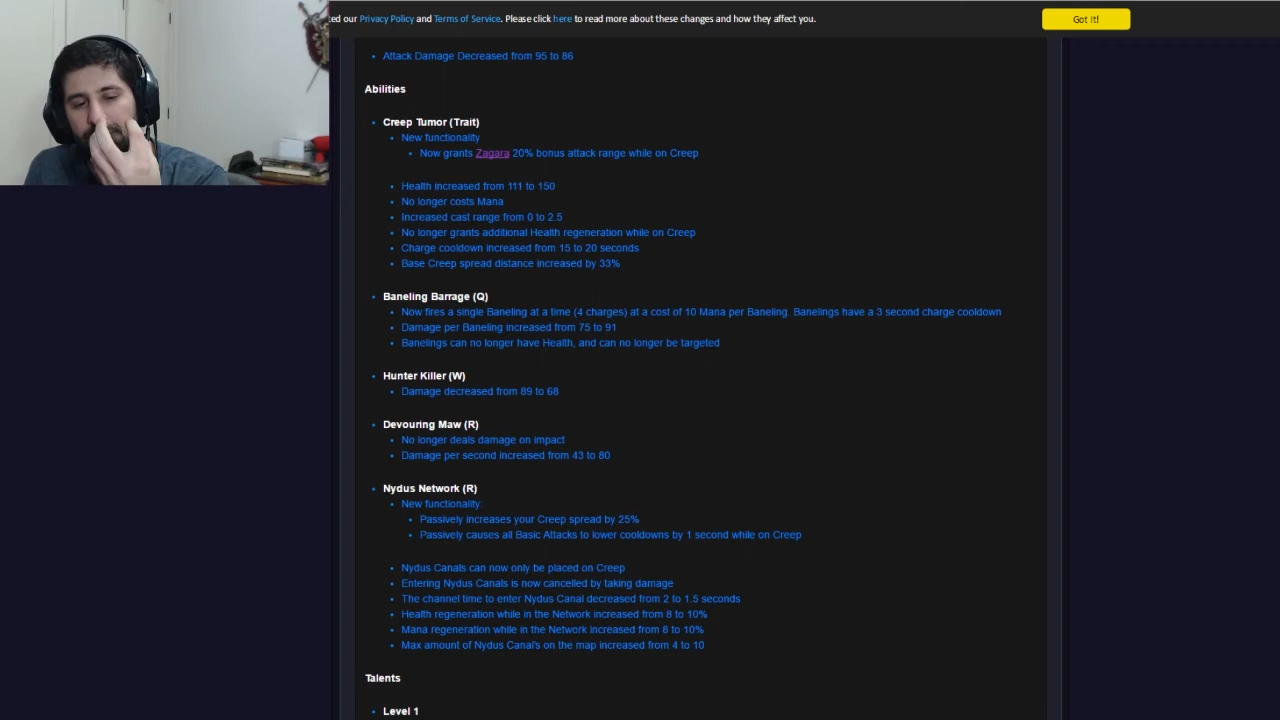 ted our Privacy Policy and Terms of Service. Please click here to read more about these changes and how they affect you.
Got it!
Attack Damage Decreased from 95 to 86
Abilities
Creep Tumor (Trait)
New functionality
Now grants Zagara 20% bonus attack range while on Creep
Health increased from 111 to 150
No longer costs Mana
Increased cast range from 0 to 2.5
No longer grants additional Health regeneration while on Creep
Charge cooldown increased from 15 to 20 seconds
Base Creep spread distance increased by 33%
Baneling Barrage (Q)
Now fires a single Baneling at a time (4 charges) at a cost of 10 Mana per Baneling. Banelings have a 3 second charge cooldown
Damage per Baneling increased from 75 to 91
Banelings can no longer have Health, and can no longer be targeted
Hunter Killer (W)
Damage decreased from 89 to 68
Devouring Maw (R)
No longer deals damage on impact
Damage per second increased from 43 to 80
Nydus Network (R)
New functionality:
Passively increases your Creep spread by 25%
Passively causes all Basic Attacks to lower cooldowns by 1 second while on Creep
Nydus Canals can now only be placed on Creep
Entering Nydus Canals is now cancelled by taking damage
The channel time to enter Nydus Canal decreased from 2 to 1.5 seconds
Health regeneration while in the Network increased from 8 to 10%
Mana regeneration while in the Network increased from 8 to 10%
Max amount of Nydus Canal's on the map increased from 4 to 10
Talents
Level 1